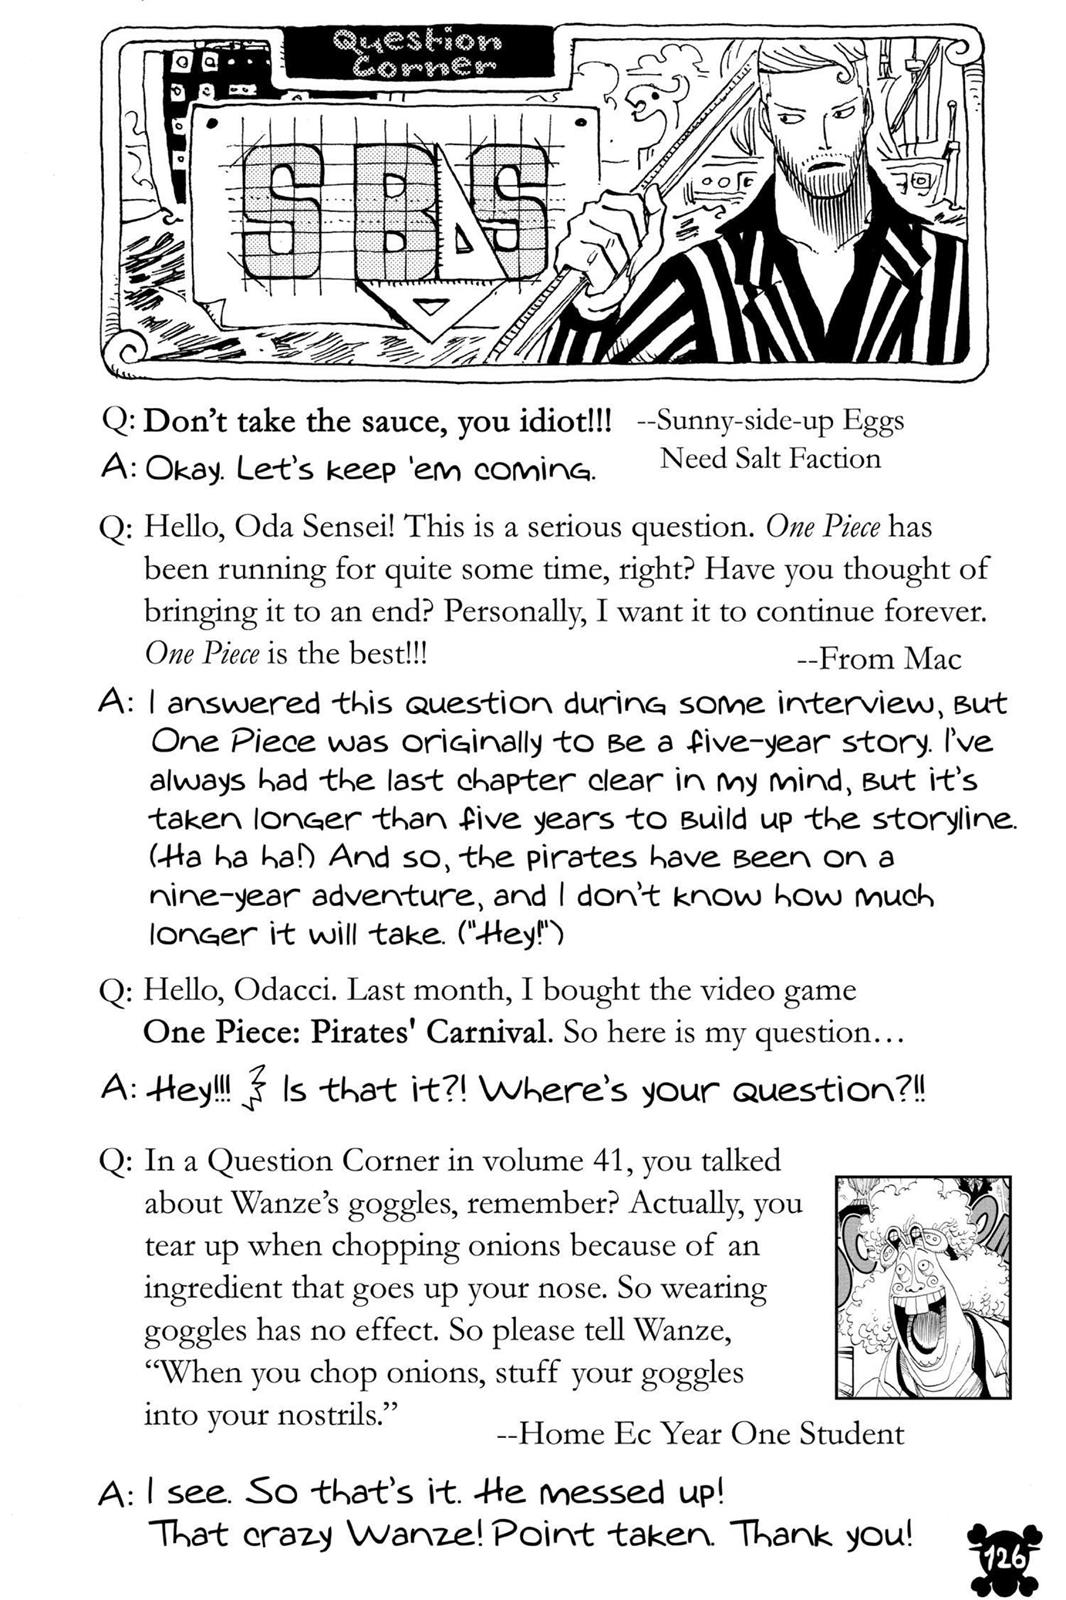 Question
Corner
SBS
Q: Don't take the sauce, you idiot!!! --Sunny-side-up Eggs
Need Salt Faction
A: Okay. Let's keep 'em coming.
Q: Hello, Oda Sensei! This is a serious question. One Piece has
been running for quite some time, right? Have you thought of
bringing it to an end? Personally, I want it to continue forever.
One Piece is the best!!!
--From Mac
A: I answered this question during some interview, but
One Piece was originally to be a five-year story. I've
always had the last chapter clear in my mind, but it's
taken longer than five years to build up the storyline.
(Ha ha ha!) And so, the pirates have been on a
nine-year adventure, and I don't know how much
longer it will take. ("Hey!")
Q: Hello, Odacci. Last month, I bought the video game
One Piece: Pirates' Carnival. So here is my question…
A: Hey!!! Is that it?! Where's your question?!!
Q: In a Question Corner in volume 41, you talked
about Wanze's goggles, remember? Actually, you
tear up when chopping onions because of an
ingredient that goes up your nose. So wearing
goggles has no effect. So please tell Wanze,
“When you chop onions, stuff your goggles
into your nostrils.”
--Home Ec Year One Student
A: I see. So that's it. He messed up!
That crazy Wanze! Point taken. Thank you!
126